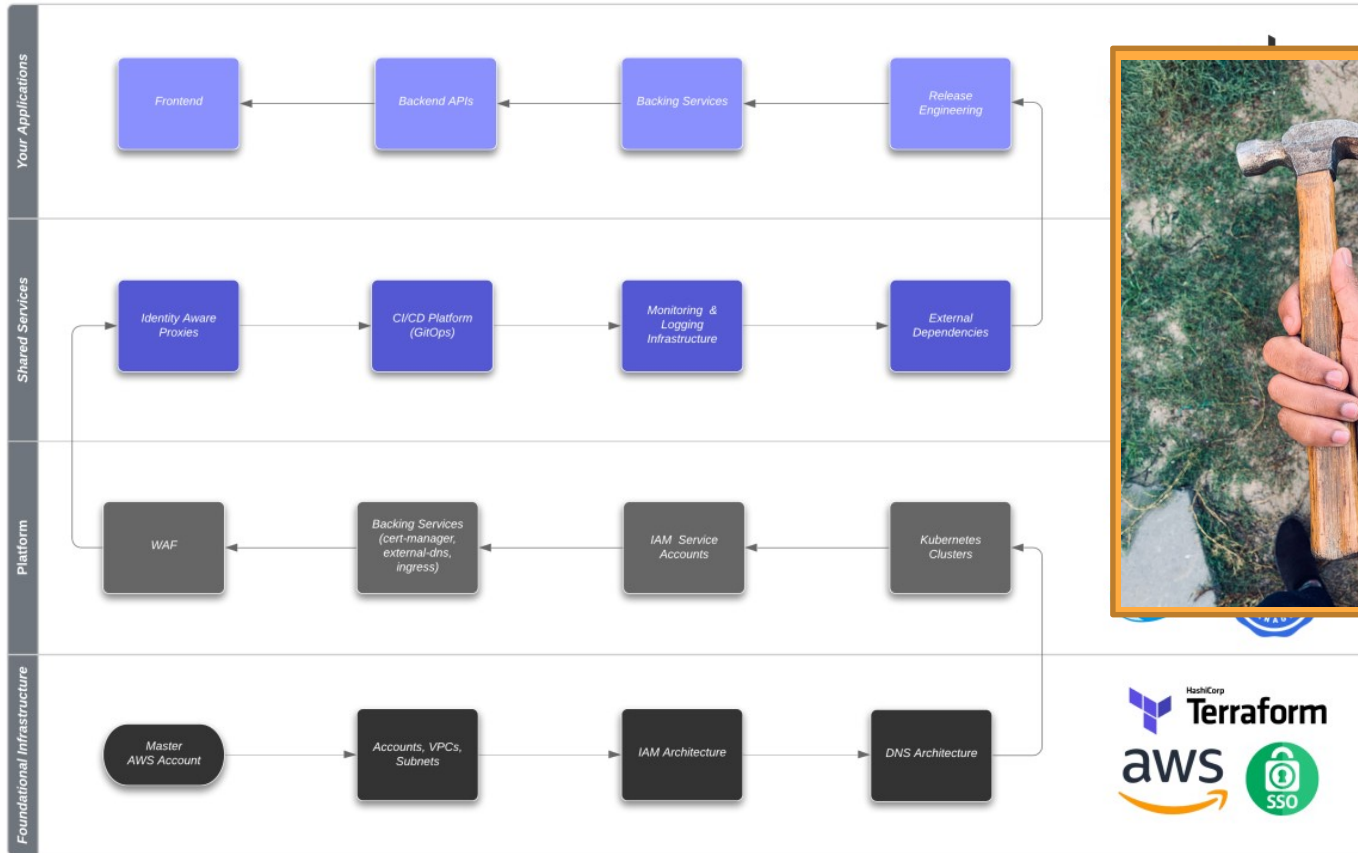 Your Applications
Frontend
Backend APIs
Backing Services
Release
Engineering
Shared Services
Identity Aware
Proxies
CI/CD Platform
(GitOps)
Monitoring &
Logging
Infrastructure
External
Dependencies
Platform
WAF
Backing Services
(cert-manager,
external-dns,
ingress)
IAM Service
Accounts
Kubernetes
Clusters
Foundational Infrastructure
Master
AWS Account
Accounts, VPCs,
Subnets
IAM Architecture
DNS Architecture
HashiCorp
Terraform
aws
SSO